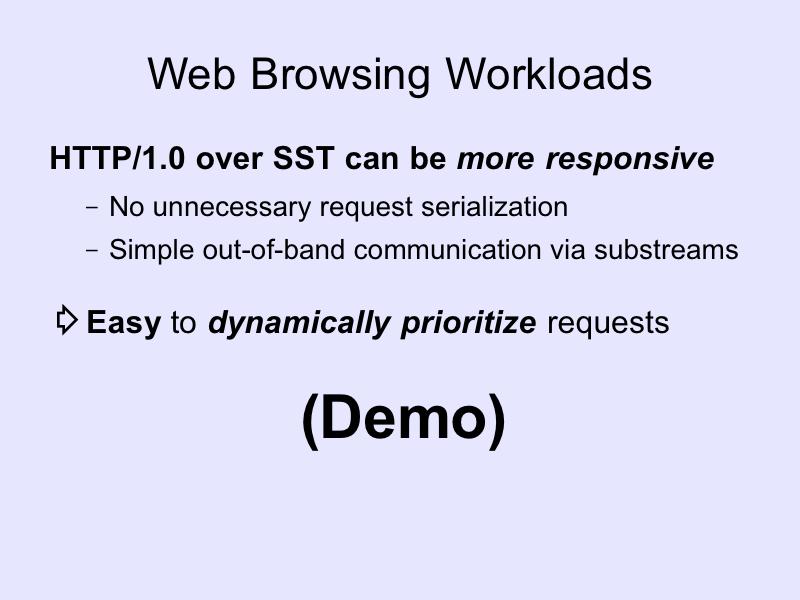 Web Browsing Workloads
HTTP/1.0 over SST can be more responsive
– No unnecessary request serialization
– Simple out-of-band communication via substreams
⇨ Easy to dynamically prioritize requests
(Demo)